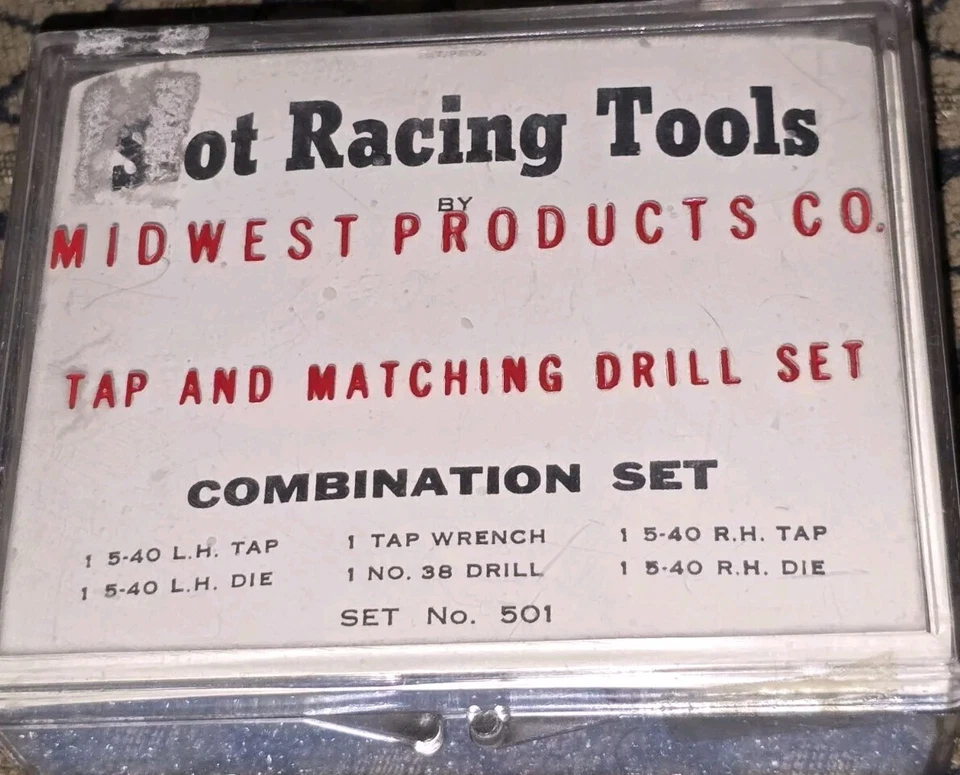 Slot Racing Tools
BY
MIDWEST PRODUCTS CO.
TAP AND MATCHING DRILL SET
COMBINATION SET
1 5-40 L.H. TAP 1 TAP WRENCH 1 5-40 R.H. TAP
1 5-40 L.H. DIE 1 NO. 38 DRILL 1 5-40 R.H. DIE
SET No. 501